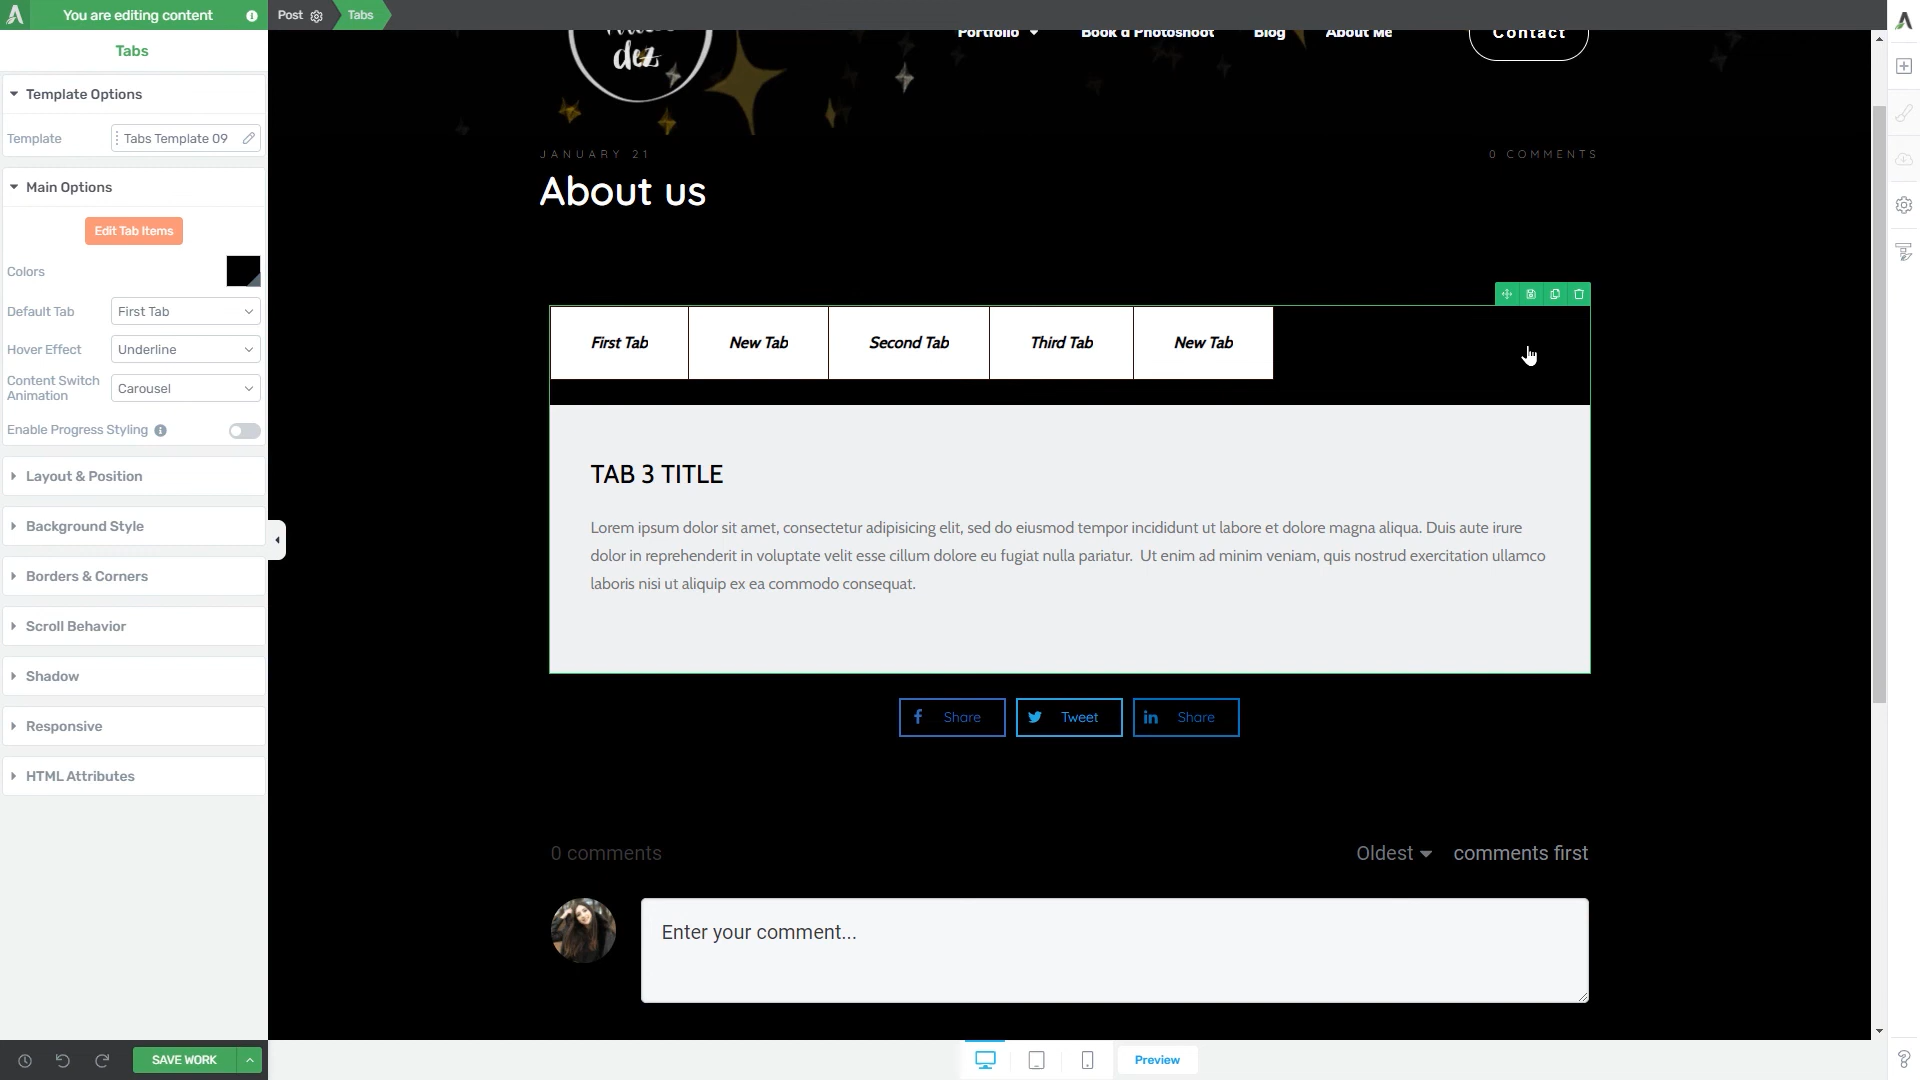 You are editing content
Post
Tabs
Portfolio
Book a Photoshoot
Blog
About Me
Contact
dez
Tabs
Template Options
Template
Tabs Template 09
Main Options
Edit Tab Items
Colors
Default Tab
First Tab
Hover Effect
Underline
Content Switch
Animation
Carousel
Enable Progress Styling
Layout & Position
Background Style
Borders & Corners
Scroll Behavior
Shadow
Responsive
HTML Attributes
SAVE WORK
JANUARY 21
0 COMMENTS
About us
First Tab
New Tab
Second Tab
Third Tab
New Tab
TAB 3 TITLE
Lorem ipsum dolor sit amet, consectetur adipisicing elit, sed do eiusmod tempor incididunt ut labore et dolore magna aliqua. Duis aute irure
dolor in reprehenderit in voluptate velit esse cillum dolore eu fugiat nulla pariatur. Ut enim ad minim veniam, quis nostrud exercitation ullamco
laboris nisi ut aliquip ex ea commodo consequat.
Share
Tweet
Share
0 comments
Oldest
comments first
Enter your comment...
Preview